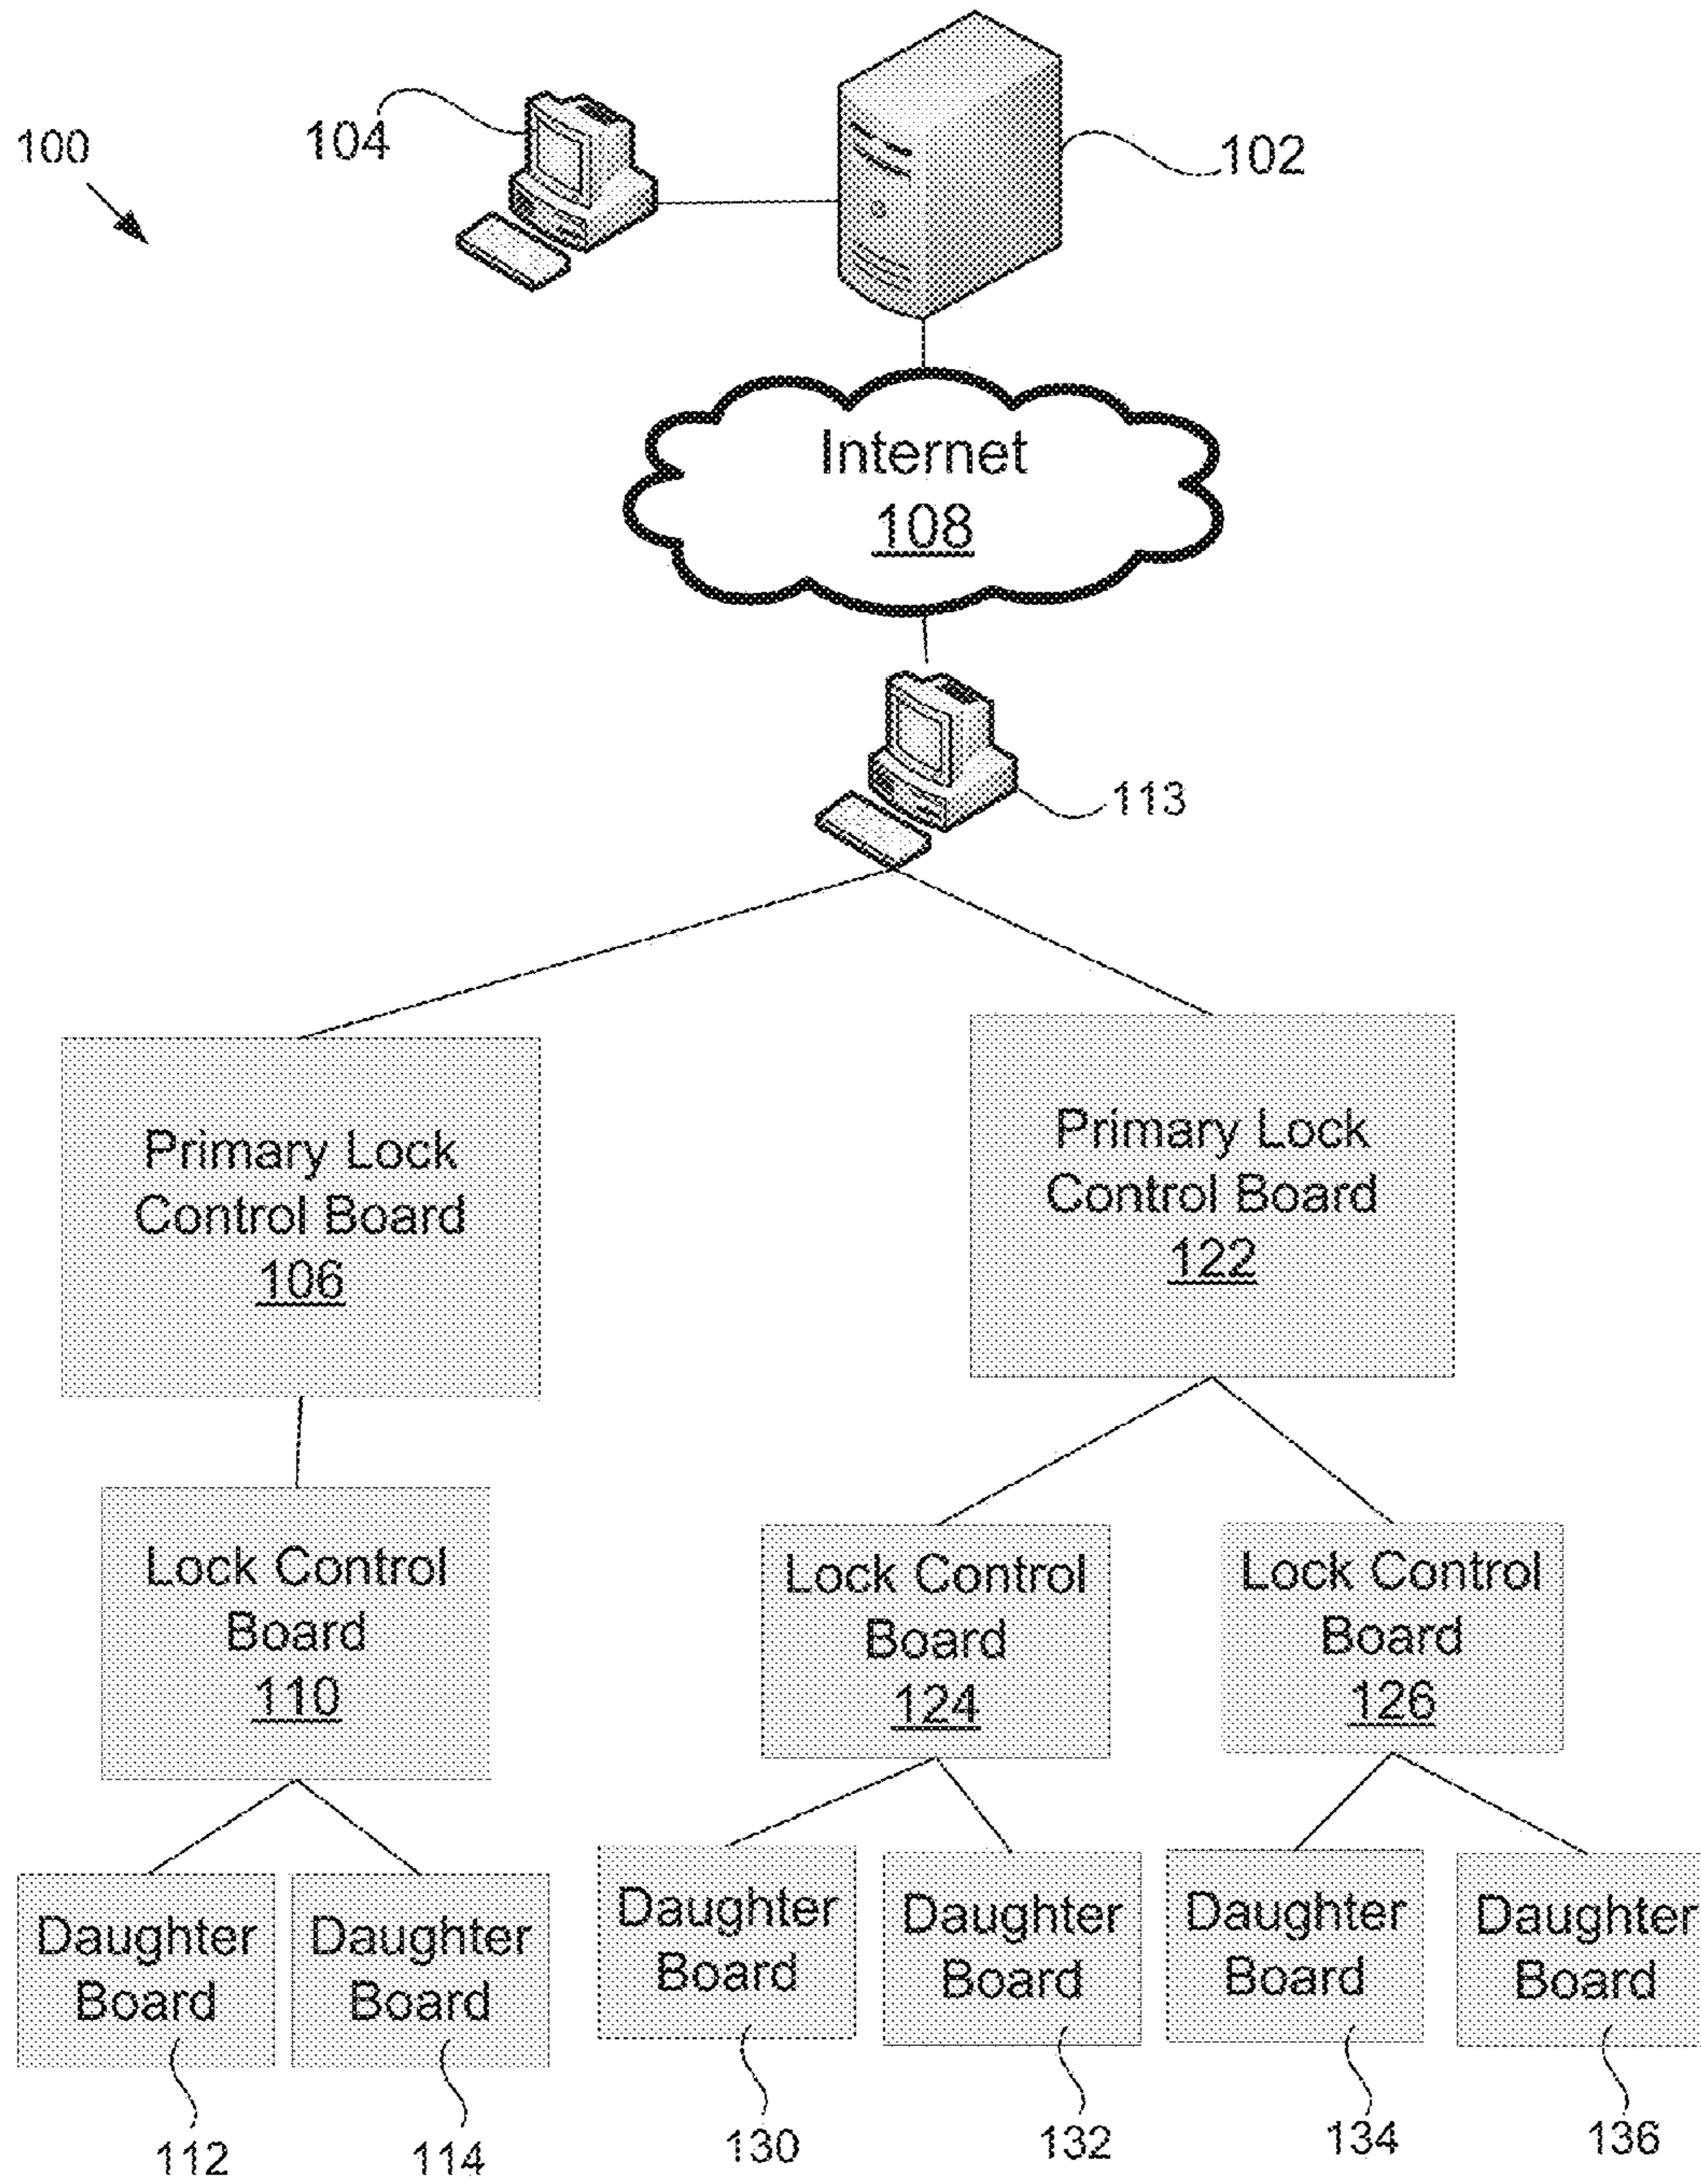 100
104
102
Internet
108
113
Primary Lock
Control Board
106
Primary Lock
Control Board
122
Lock Control
Board
110
Lock Control
Board
124
Lock Control
Board
126
Daughter
Board
Daughter
Board
Daughter
Board
Daughter
Board
Daughter
Board
Daughter
Board
112
114
130
132
134
136